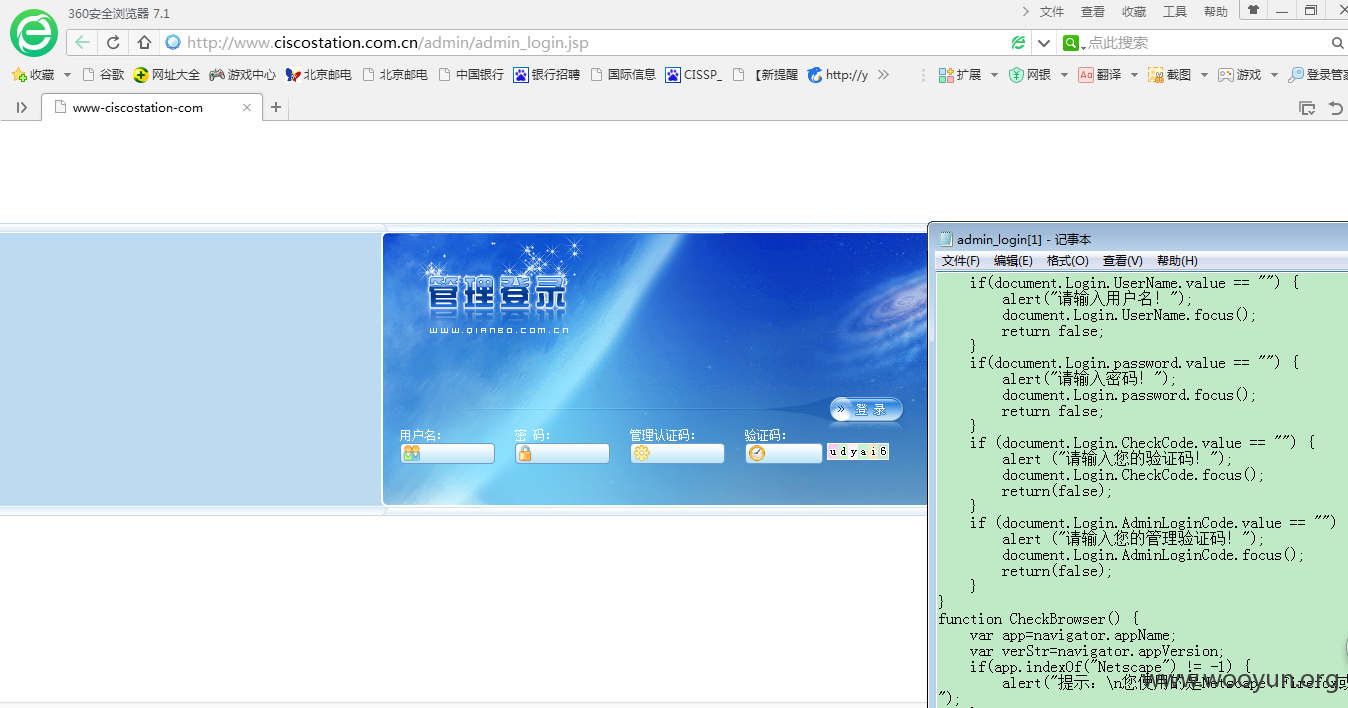 360安全浏览器 7.1
文件 查看 收藏 工具 帮助
http://www.ciscostation.com.cn/admin/admin_login.jsp
点此搜索
收藏 谷歌 网址大全 游戏中心 北京邮电 北京邮电 中国银行 银行招聘 国际信息 CISSP_ 【新提醒 http://y
扩展 网银 翻译 截图 游戏 登录管家
www-ciscostation-com
管理登录
www.QIANBO.com.cn
登 录
用户名: 密 码: 管理认证码: 验证码:
udyai6
admin_login[1] - 记事本
文件(F) 编辑(E) 格式(O) 查看(V) 帮助(H)
if(document.Login.UserName.value == "") {
alert("请输入用户名! ");
document.Login.UserName.focus();
return false;
}
if(document.Login.password.value == "") {
alert("请输入密码! ");
document.Login.password.focus();
return false;
}
if (document.Login.CheckCode.value == "") {
alert ("请输入您的验证码! ");
document.Login.CheckCode.focus();
return(false);
}
if (document.Login.AdminLoginCode.value == "")
alert ("请输入您的管理验证码! ");
document.Login.AdminLoginCode.focus();
return(false);
}
}
function CheckBrowser() {
var app=navigator.appName;
var verStr=navigator.appVersion;
if(app.indexOf("Netscape") != -1) {
alert("提示: \n您使用的是Netscape、Firefox或
");
www.wooyun.org